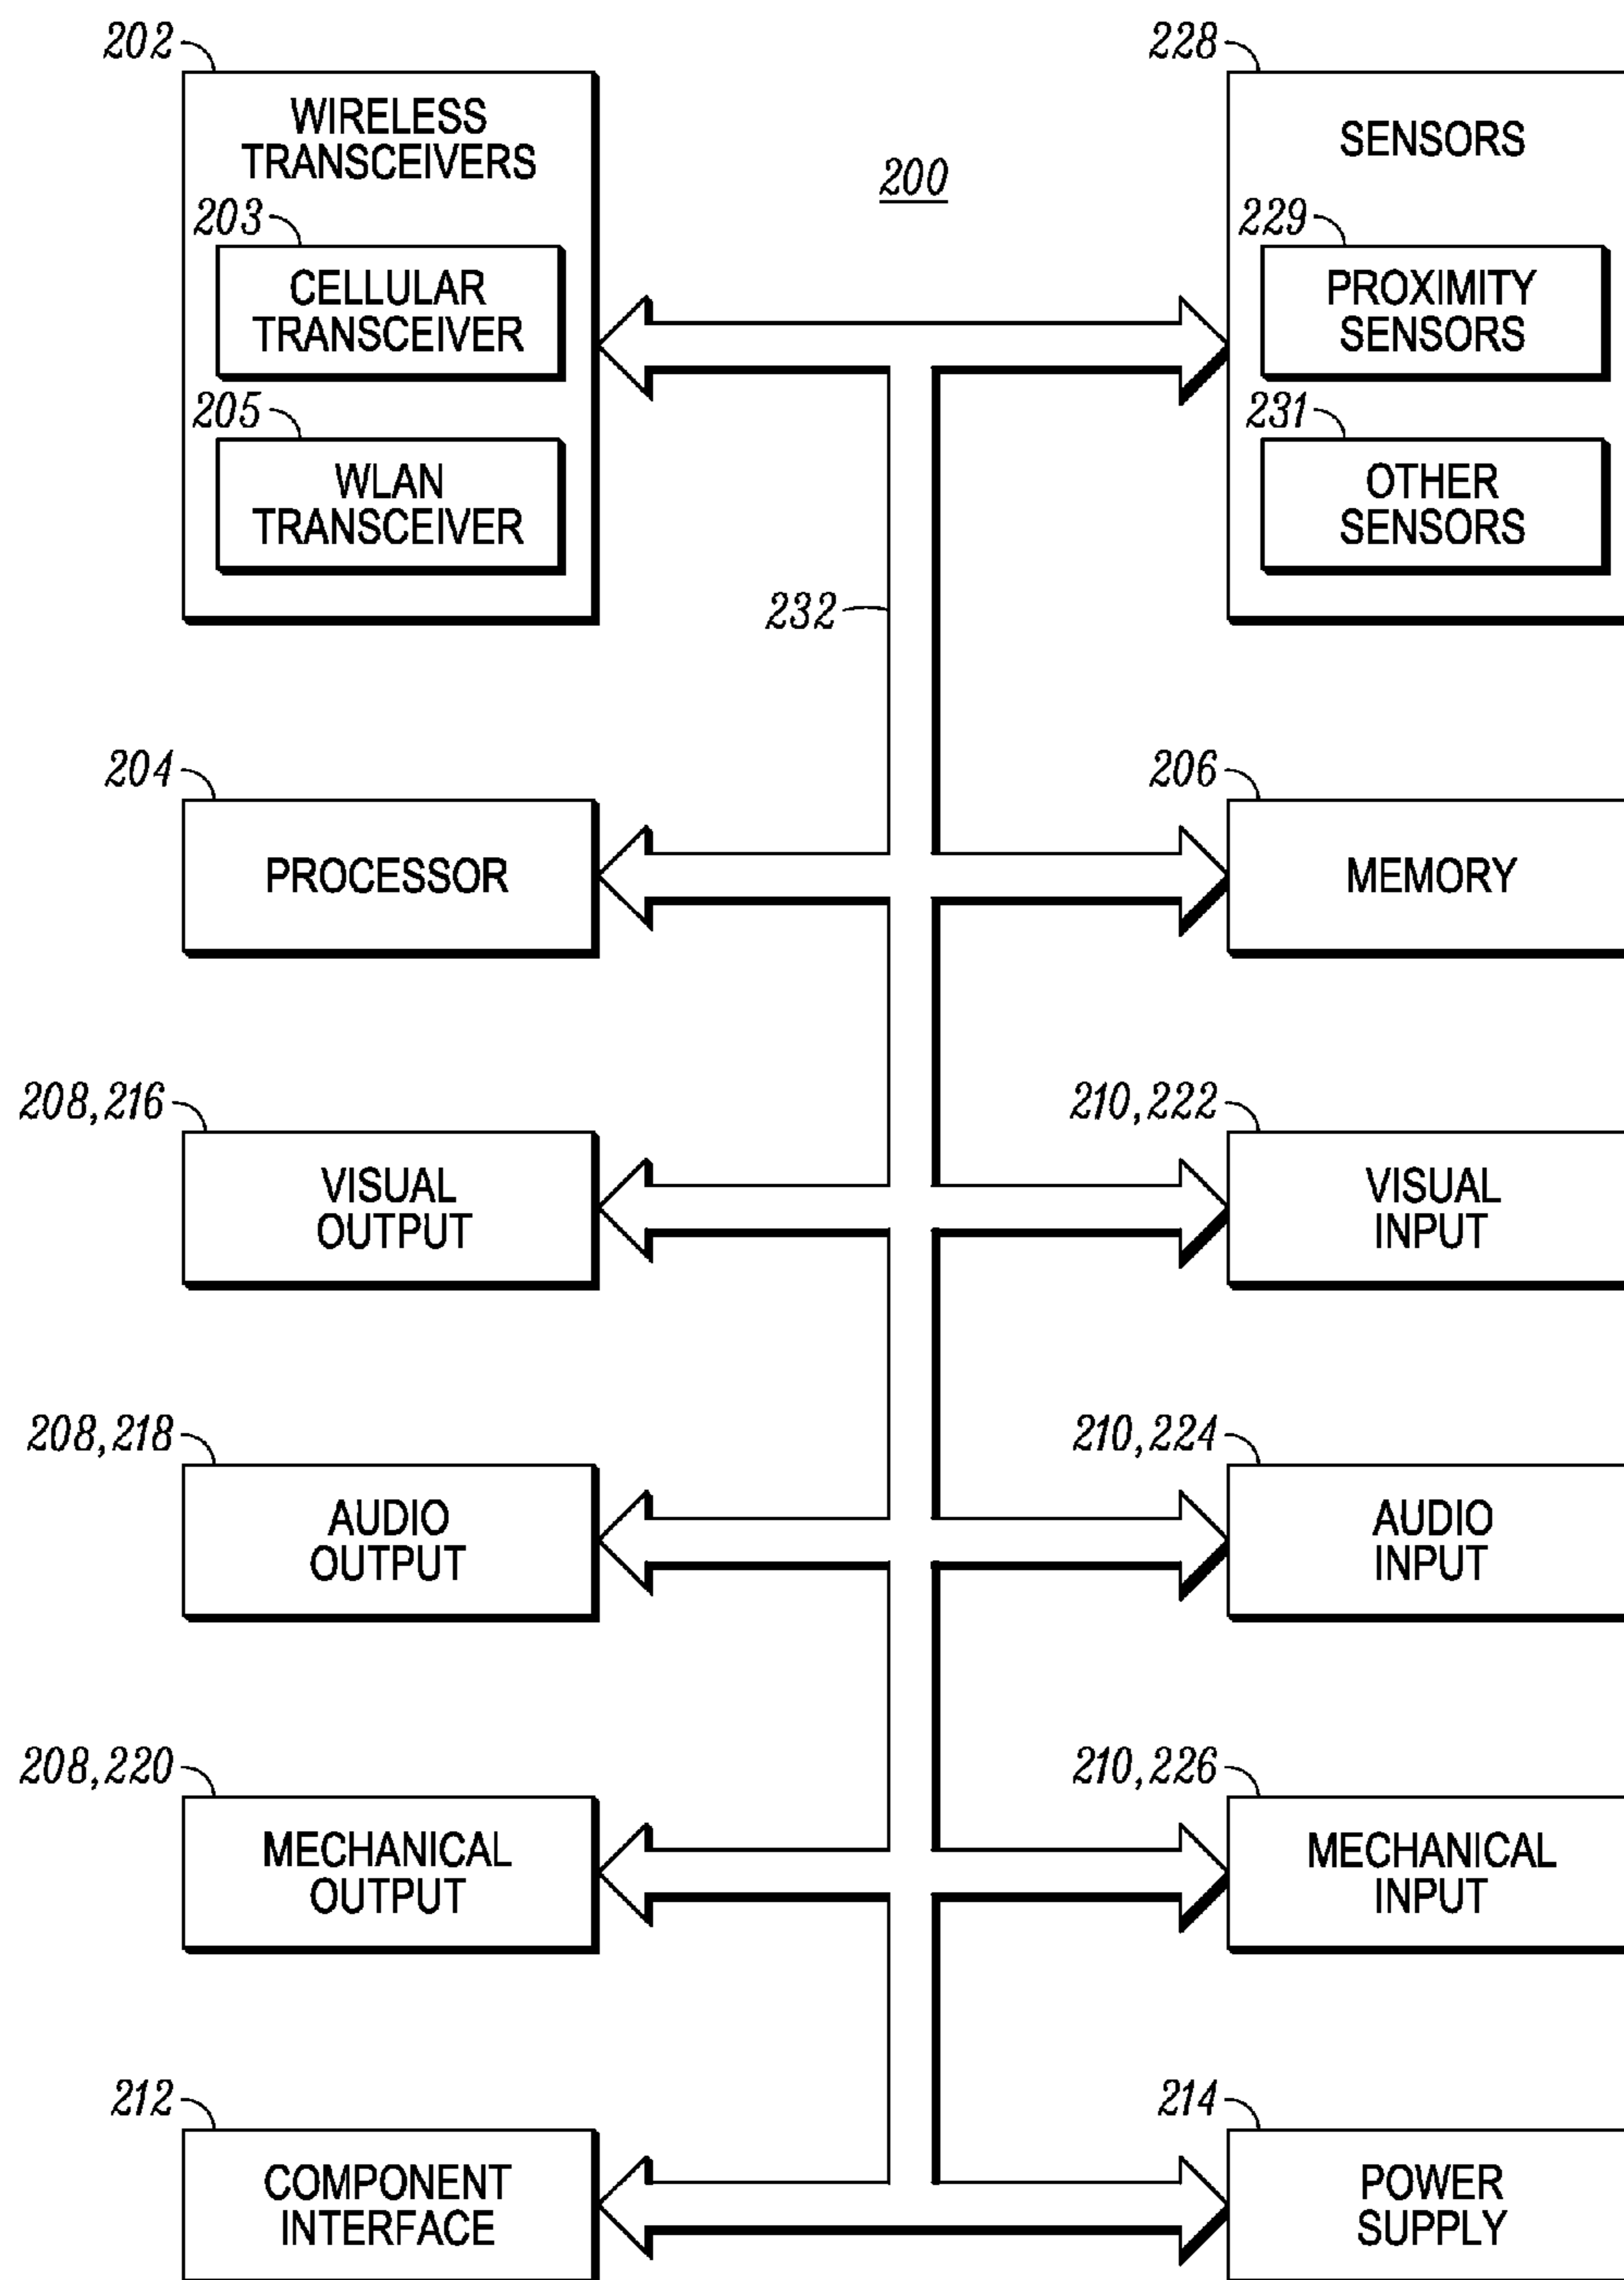 202
WIRELESS
TRANSCEIVERS
203
CELLULAR
TRANSCEIVER
205
WLAN
TRANSCEIVER
200
228
SENSORS
229
PROXIMITY
SENSORS
231
OTHER
SENSORS
232
204
PROCESSOR
206
MEMORY
208,216
VISUAL
OUTPUT
210,222
VISUAL
INPUT
208,218
AUDIO
OUTPUT
210,224
AUDIO
INPUT
208,220
MECHANICAL
OUTPUT
210,226
MECHANICAL
INPUT
212
COMPONENT
INTERFACE
214
POWER
SUPPLY